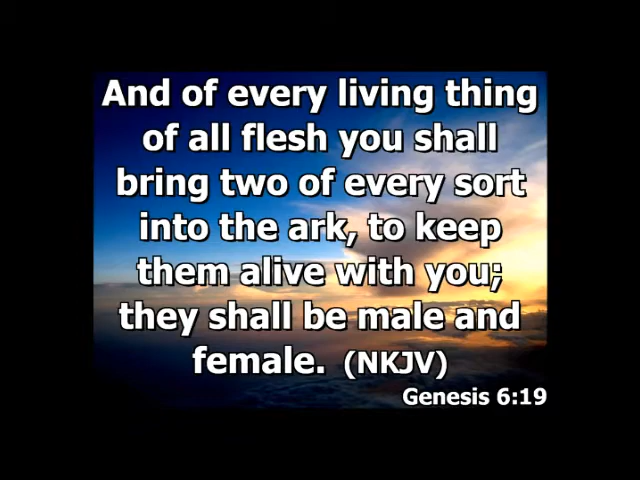 And of every living thing
of all flesh you shall
bring two of every sort
into the ark, to keep
them alive with you;
they shall be male and
female. (NKJV)
Genesis 6:19